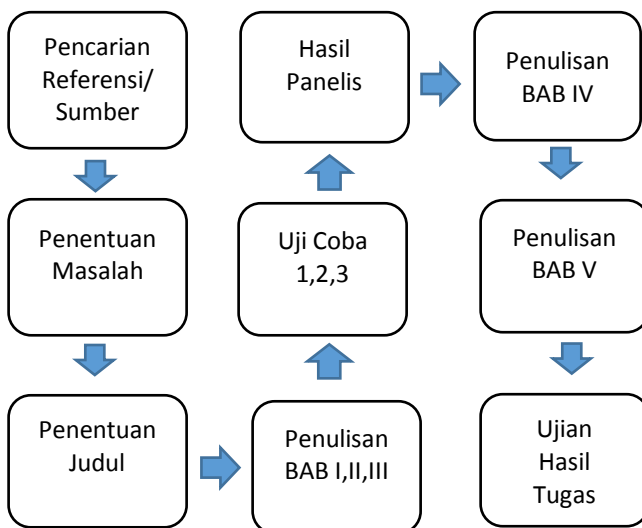 Pencarian
Referensi/
Sumber
Penentuan
Masalah
Penentuan
Judul
Penulisan
BAB I,II,III
Uji Coba
1,2,3
Hasil
Panelis
Penulisan
BAB IV
Penulisan
BAB V
Ujian
Hasil
Tugas